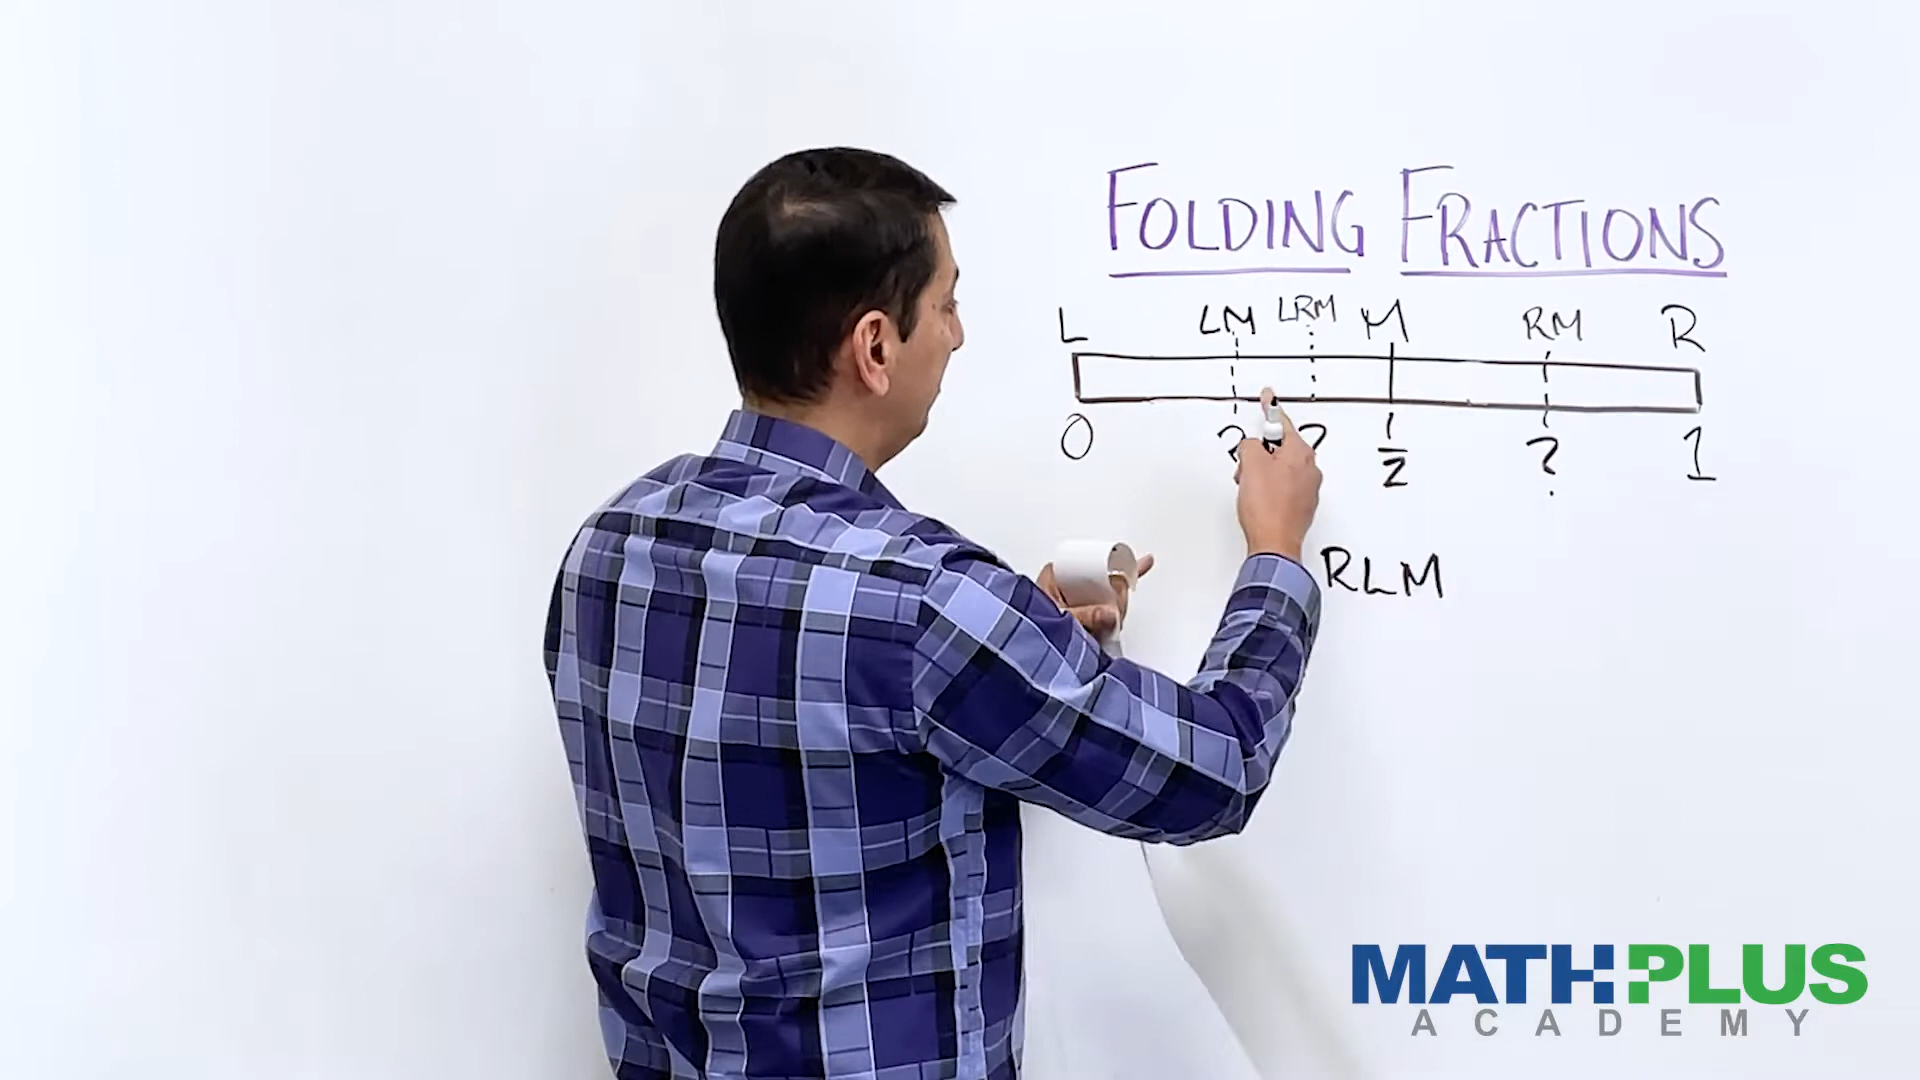 FOLDING FRACTIONS
L LM LRM M RM R
0 ? ? 1/2 ? 1
RLM
MATHPLUS
ACADEMY